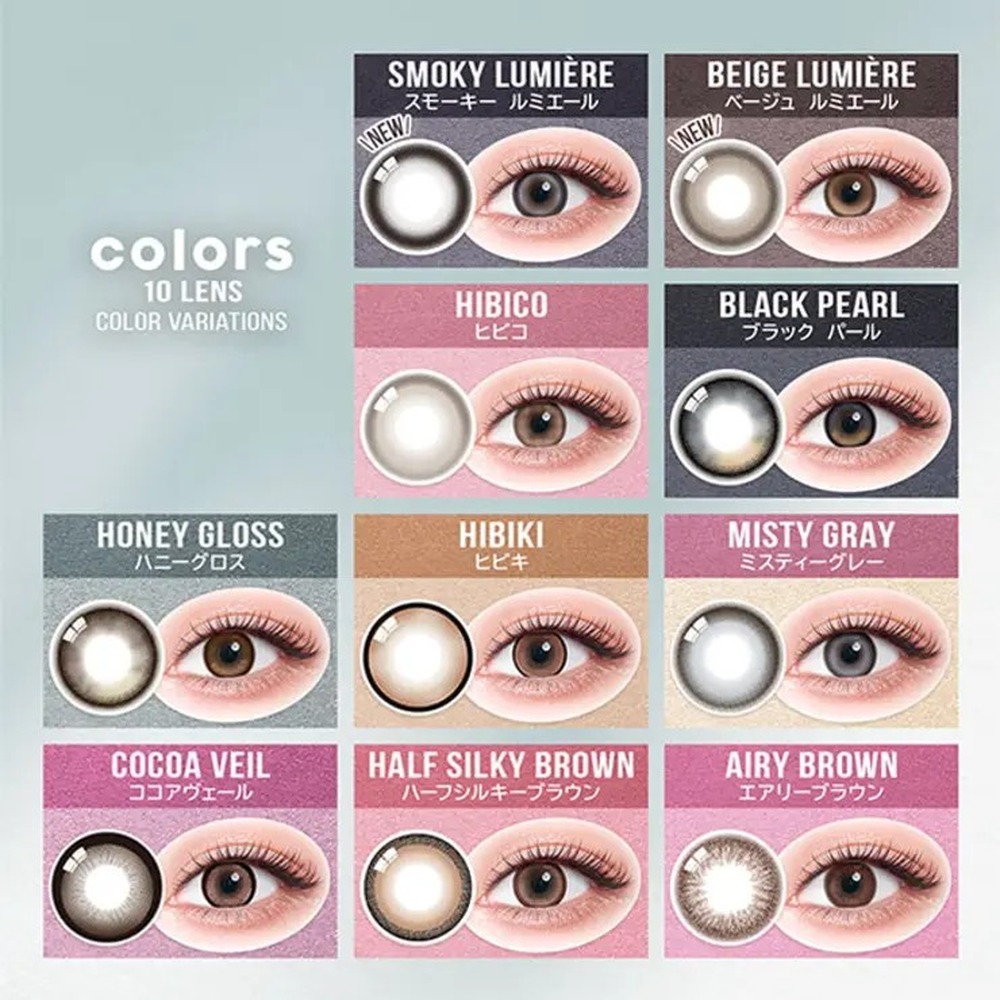 colors
10 LENS
COLOR VARIATIONS
SMOKY LUMIÈRE
スモーキー ルミエール
\NEW/
BEIGE LUMIÈRE
ベージュ ルミエール
\NEW/
HIBICO
ヒビコ
BLACK PEARL
ブラック パール
HONEY GLOSS
ハニーグロス
HIBIKI
ヒビキ
MISTY GRAY
ミスティーグレー
COCOA VEIL
ココアヴェール
HALF SILKY BROWN
ハーフシルキーブラウン
AIRY BROWN
エアリーブラウン